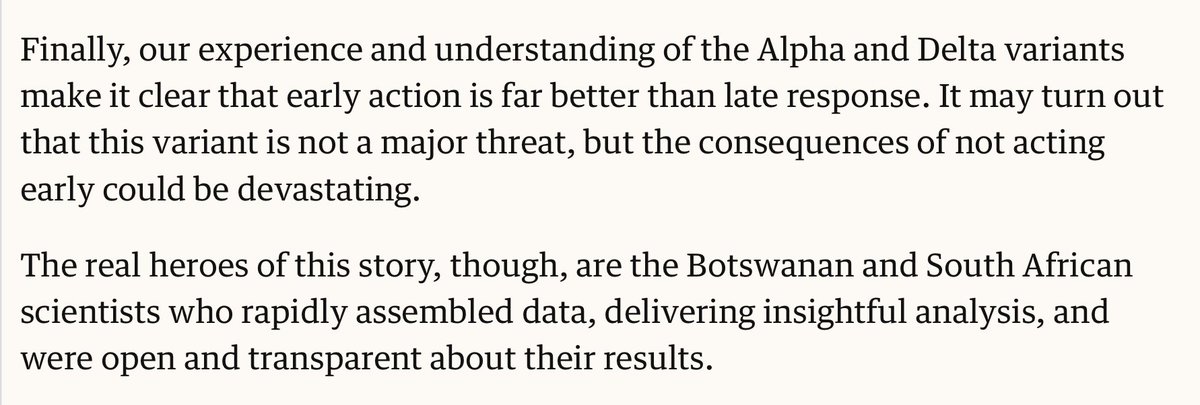 Finally, our experience and understanding of the Alpha and Delta variants
make it clear that early action is far better than late response. It may turn out
that this variant is not a major threat, but the consequences of not acting
early could be devastating.
The real heroes of this story, though, are the Botswanan and South African
scientists who rapidly assembled data, delivering insightful analysis, and
were open and transparent about their results.